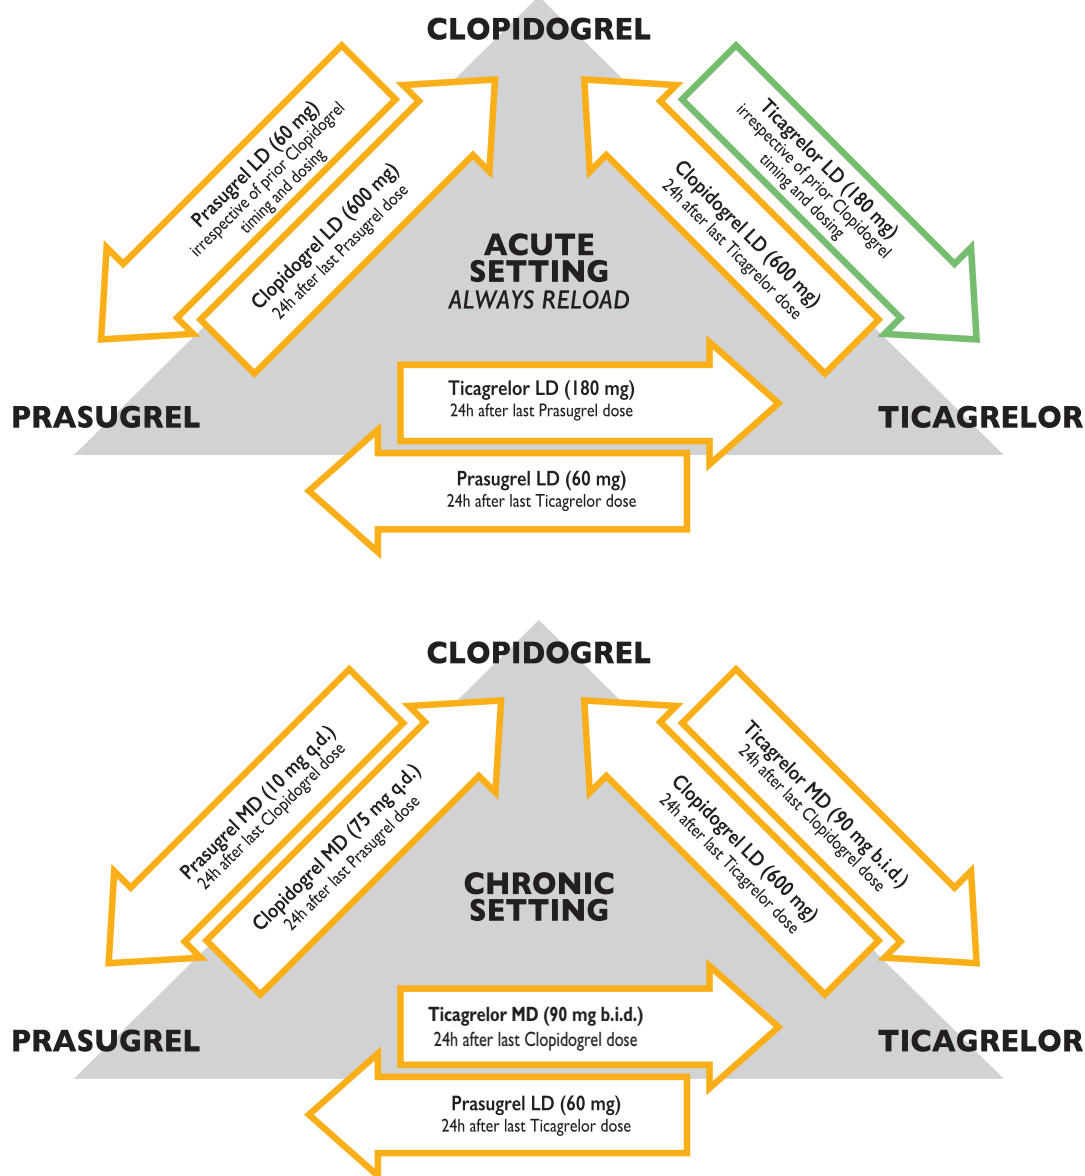 CLOPIDOGREL
Prasugrel LD (60 mg)
irrespective of prior Clopidogrel
timing and dosing
Clopidogrel LD (600 mg)
24h after last Prasugrel dose
Ticagrelor LD (180 mg)
irrespective of prior Clopidogrel
timing and dosing
Clopidogrel LD (600 mg)
24h after last Ticagrelor dose
ACUTE
SETTING
ALWAYS RELOAD
Ticagrelor LD (180 mg)
24h after last Prasugrel dose
PRASUGREL
TICAGRELOR
Prasugrel LD (60 mg)
24h after last Ticagrelor dose
CLOPIDOGREL
Prasugrel MD (10 mg q.d.)
24h after last Clopidogrel dose
Clopidogrel MD (75 mg q.d.)
24h after last Prasugrel dose
Ticagrelor MD (90 mg b.i.d.)
24h after last Clopidogrel dose
Clopidogrel LD (600 mg)
24h after last Ticagrelor dose
CHRONIC
SETTING
Ticagrelor MD (90 mg b.i.d.)
24h after last Clopidogrel dose
PRASUGREL
TICAGRELOR
Prasugrel LD (60 mg)
24h after last Ticagrelor dose